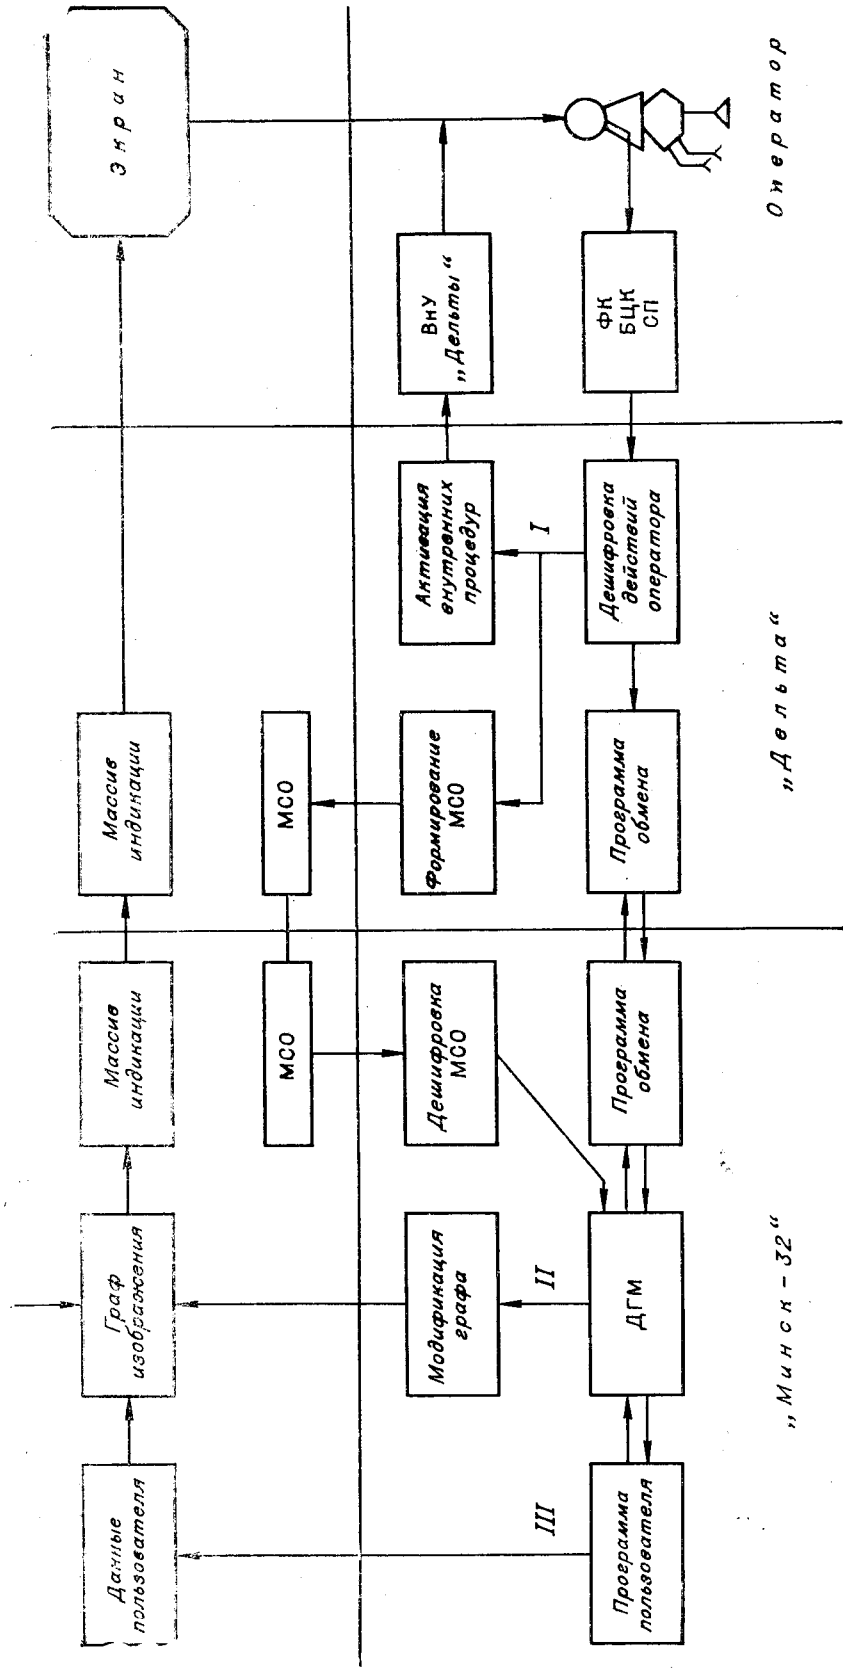 Данные
пользователя
Граф
изображения
Массив
индикации
Массив
индикации
Экран
МСО
МСО
Модификация
графа
Дешифровка
МСО
Формирование
МСО
Активация
внутренних
процедур
ВнУ
„Дельты“
III
II
I
Программа
пользователя
ДГМ
Программа
обмена
Программа
обмена
Дешифровка
действий
оператора
ФК
БЦК
СП
„Минск-32“
„Дельта“
Оператор